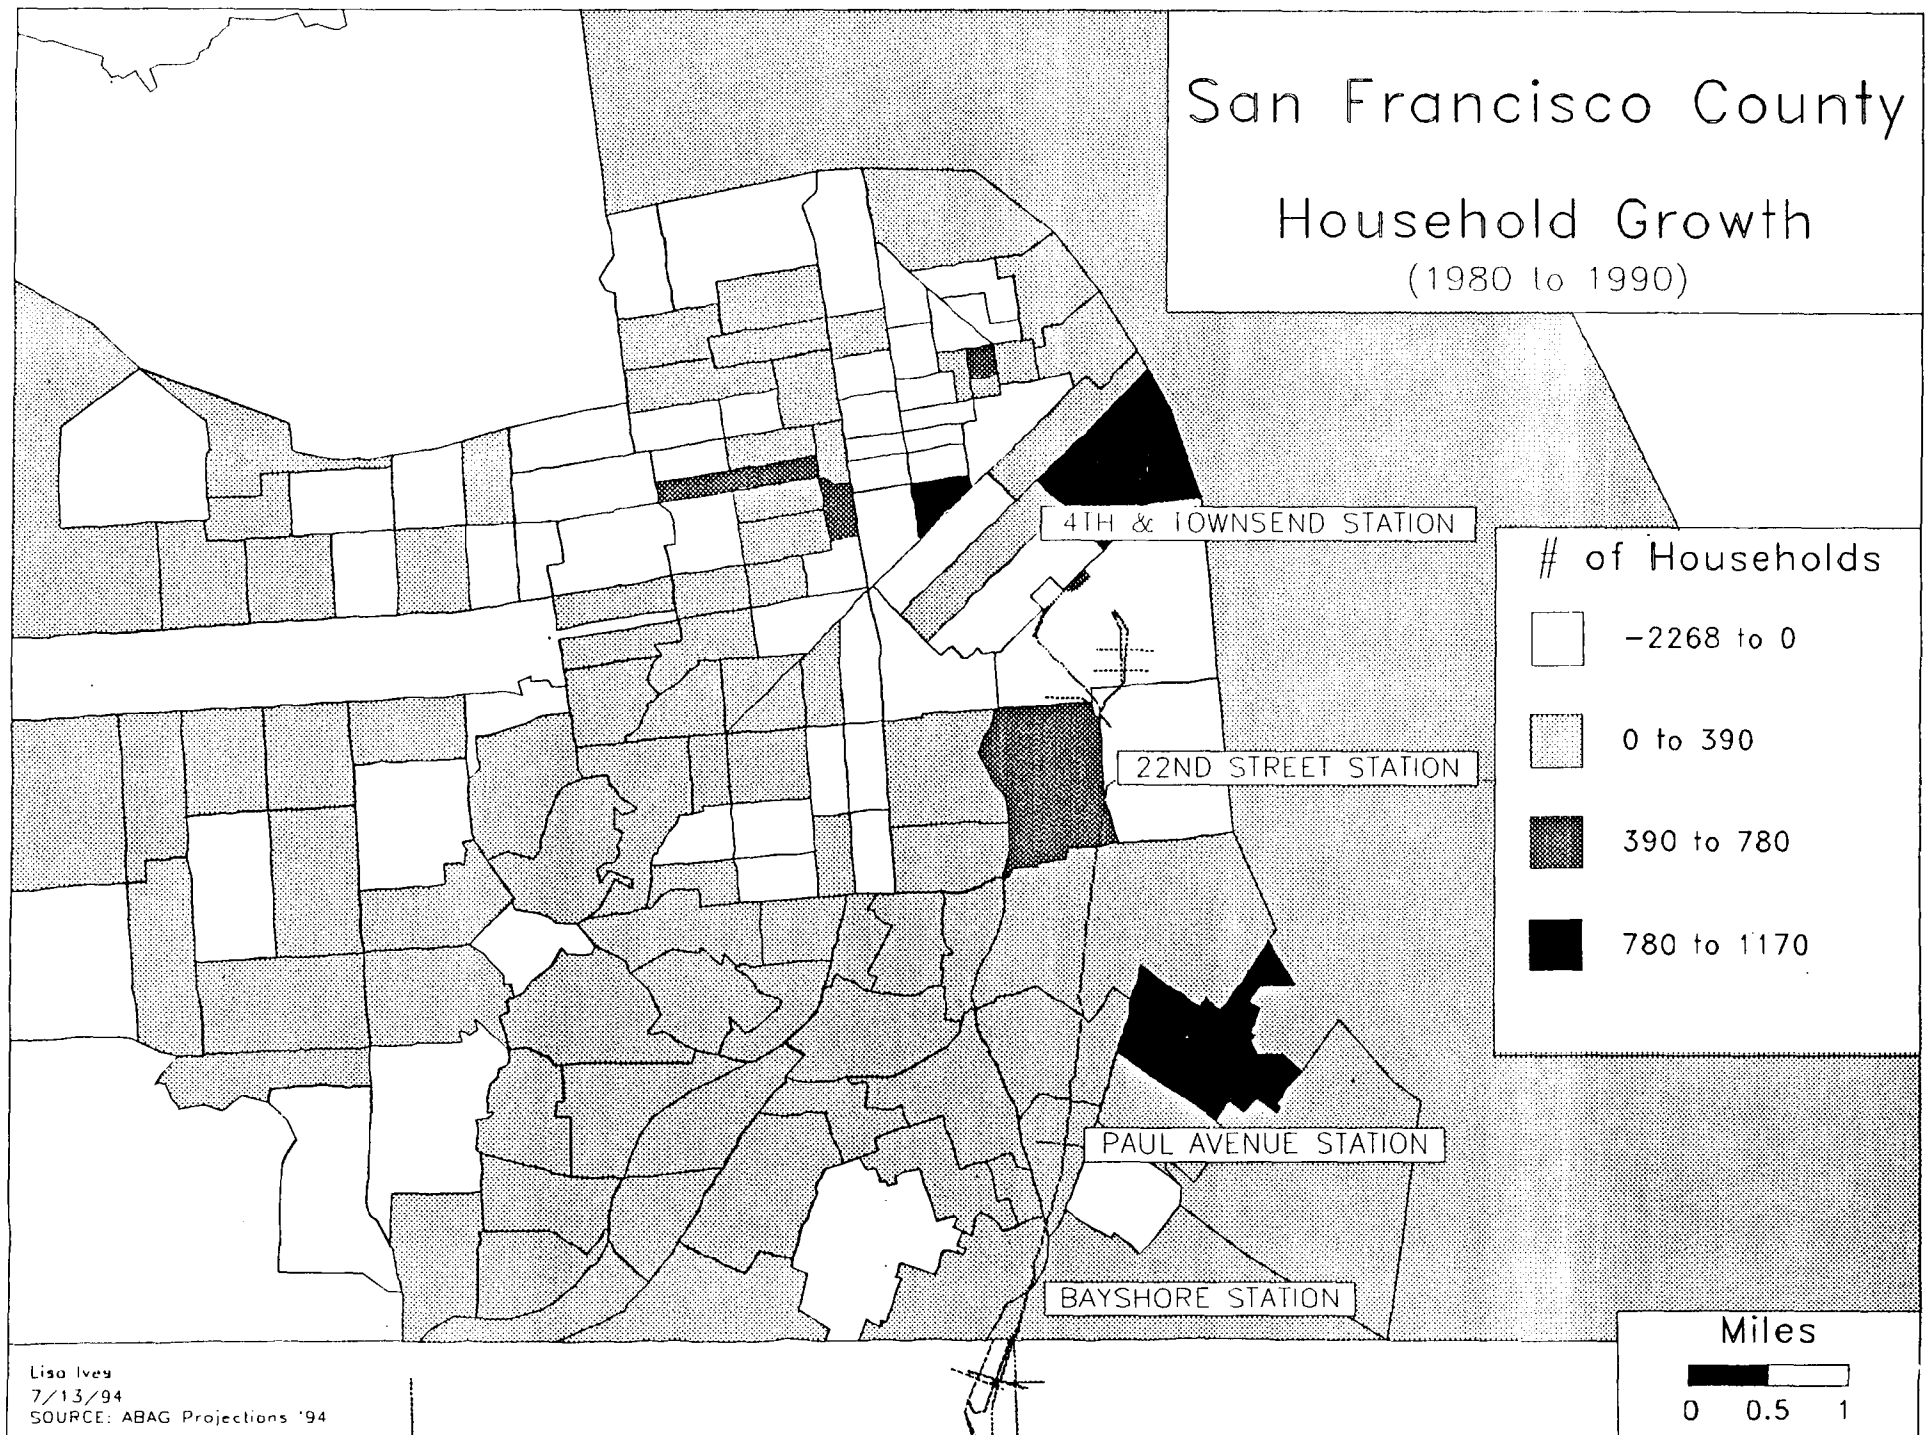 San Francisco County
Household Growth
(1980 to 1990)
4TH & TOWNSEND STATION
# of Households
-2268 to 0
0 to 390
390 to 780
780 to 1170
22ND STREET STATION
PAUL AVENUE STATION
BAYSHORE STATION
Miles
0 0.5 1
Lisa Ivey
7/13/94
SOURCE: ABAG Projections '94